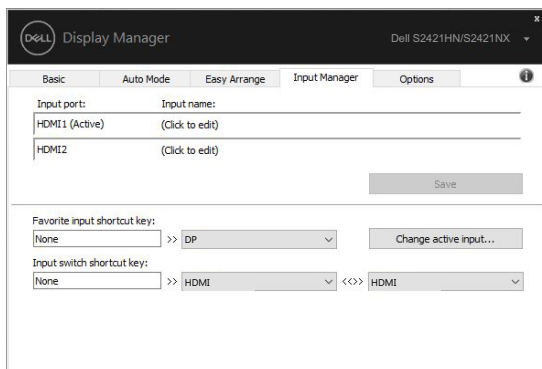 x
DELL Display Manager Dell S2421HN/S2421NX
Basic Auto Mode Easy Arrange Input Manager Options
Input port: Input name:
HDMI1 (Active) (Click to edit)
HDMI2 (Click to edit)
Save
Favorite input shortcut key:
None >> DP Change active input...
Input switch shortcut key:
None >> HDMI <<>> HDMI